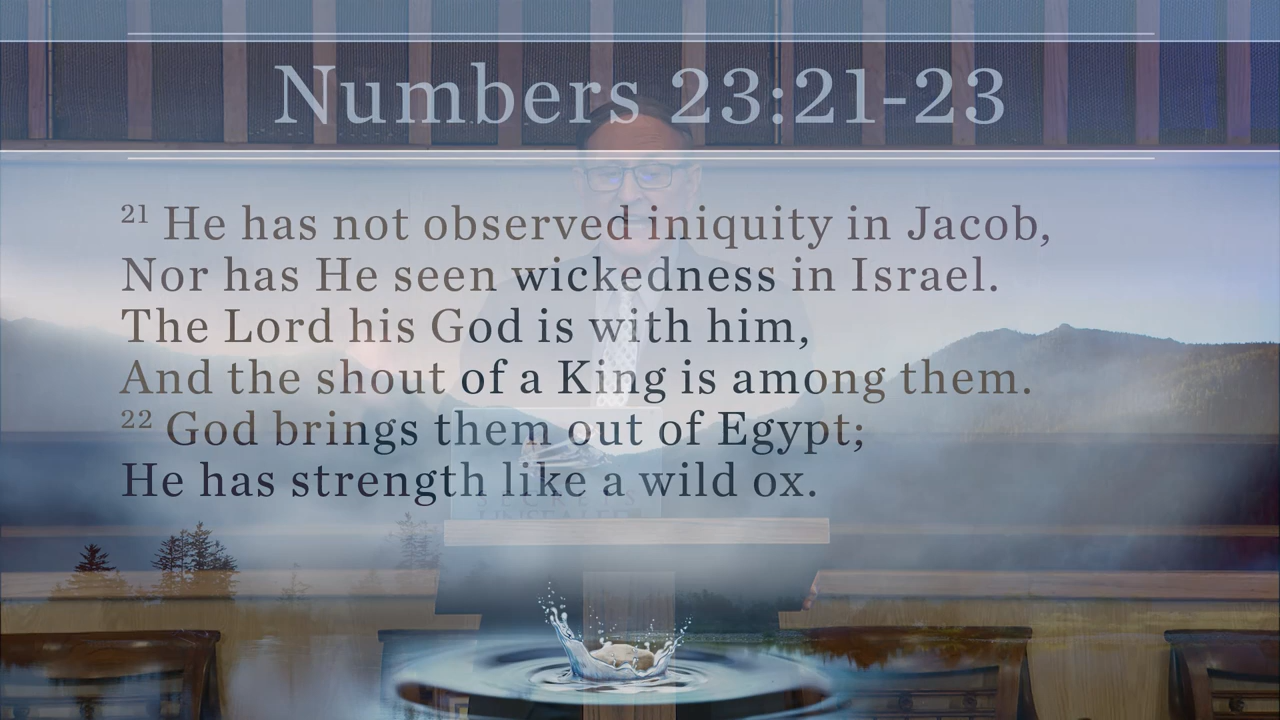 Numbers 23:21-23
21 He has not observed iniquity in Jacob,
Nor has He seen wickedness in Israel.
The Lord his God is with him,
And the shout of a King is among them.
22 God brings them out of Egypt;
He has strength like a wild ox.